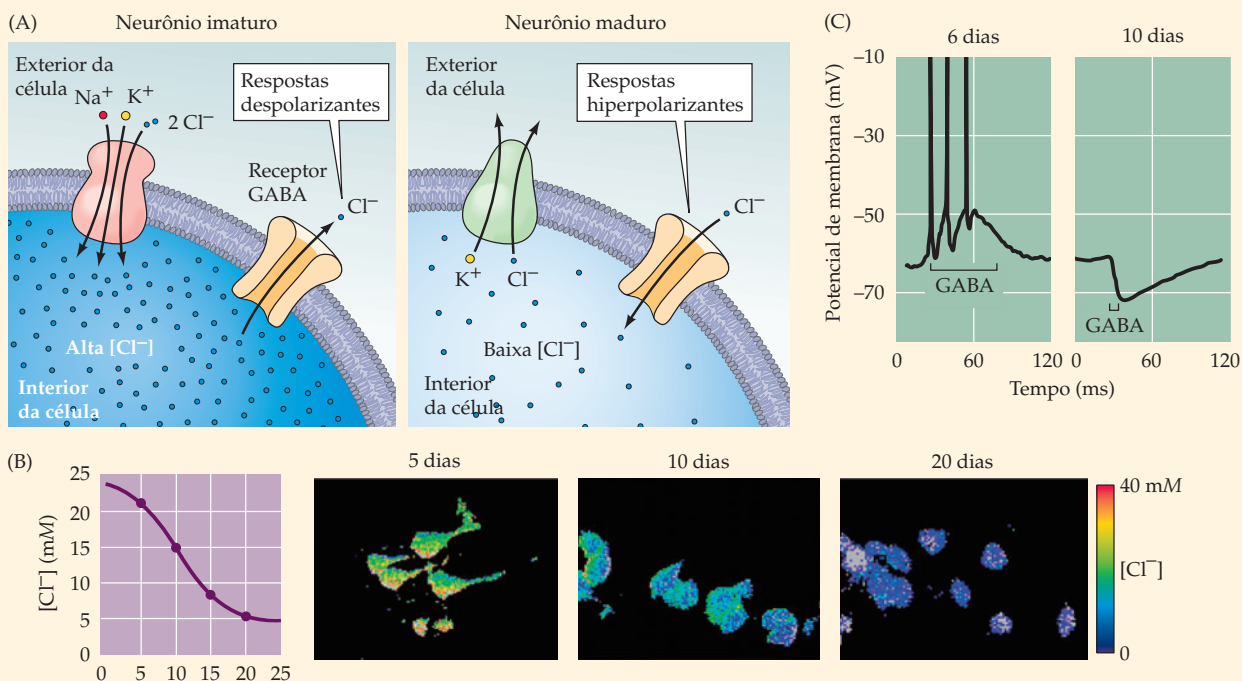 (A)
Neurônio imaturo
Exterior da
célula
Na+
K+
2 Cl−
Respostas
despolarizantes
Receptor
GABA
Cl−
Alta [Cl−]
Interior
da célula
Neurônio maduro
Exterior
da célula
Respostas
hiperpolarizantes
Cl−
K+
Cl−
Baixa [Cl−]
Interior
da célula
(C)
6 dias
10 dias
Potencial de membrana (mV)
−10
−30
−50
−70
GABA
GABA
0
60
120
0
60
120
Tempo (ms)
(B)
[Cl−] (mM)
25
20
15
10
5
0
0
5
10
15
20
25
5 dias
10 dias
20 dias
40 mM
[Cl−]
0